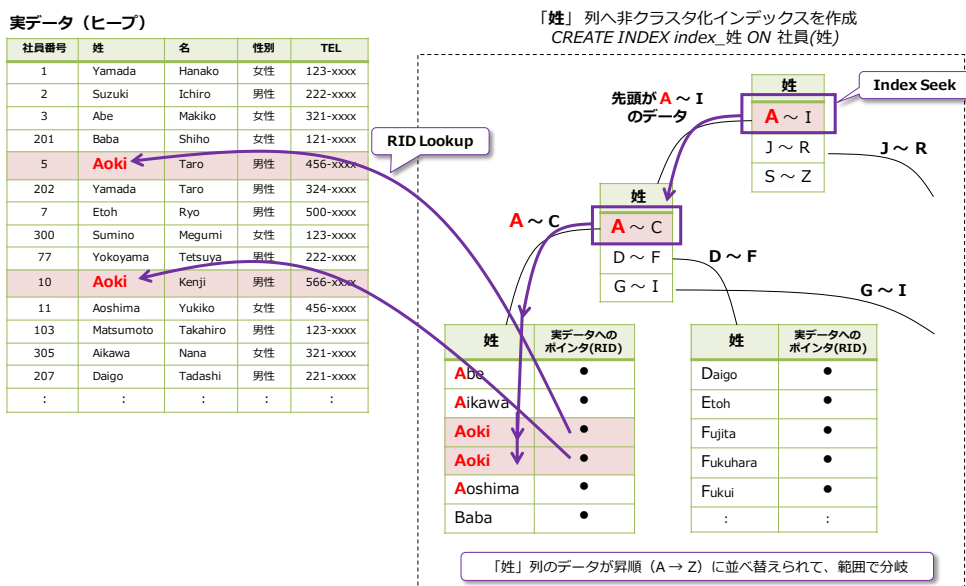 実データ（ヒープ）
社員番号 姓 名 性別 TEL
1 Yamada Hanako 女性 123-xxxx
2 Suzuki Ichiro 男性 222-xxxx
3 Abe Makiko 女性 321-xxxx
201 Baba Shiho 女性 121-xxxx
5 Aoki Taro 男性 456-xxxx
202 Yamada Taro 男性 324-xxxx
7 Etoh Ryo 男性 500-xxxx
300 Sumino Megumi 女性 123-xxxx
77 Yokoyama Tetsuya 男性 222-xxxx
10 Aoki Kenji 男性 566-xxxx
11 Aoshima Yukiko 女性 456-xxxx
103 Matsumoto Takahiro 男性 123-xxxx
305 Aikawa Nana 女性 321-xxxx
207 Daigo Tadashi 男性 221-xxxx
: : : : :
RID Lookup
「姓」列へ非クラスタ化インデックスを作成
CREATE INDEX index_姓 ON 社員(姓)
Index Seek
先頭が A ～ I
のデータ
姓
A ～ I
J ～ R
S ～ Z
J ～ R
姓
A ～ C
D ～ F
G ～ I
A ～ C
D ～ F
G ～ I
姓 実データへの
ポインタ(RID)
Abe ●
Aikawa ●
Aoki ●
Aoki ●
Aoshima ●
Baba ●
姓 実データへの
ポインタ(RID)
Daigo ●
Etoh ●
Fujita ●
Fukuhara ●
Fukui ●
: :
「姓」列のデータが昇順（A → Z）に並べ替えられて、範囲で分岐